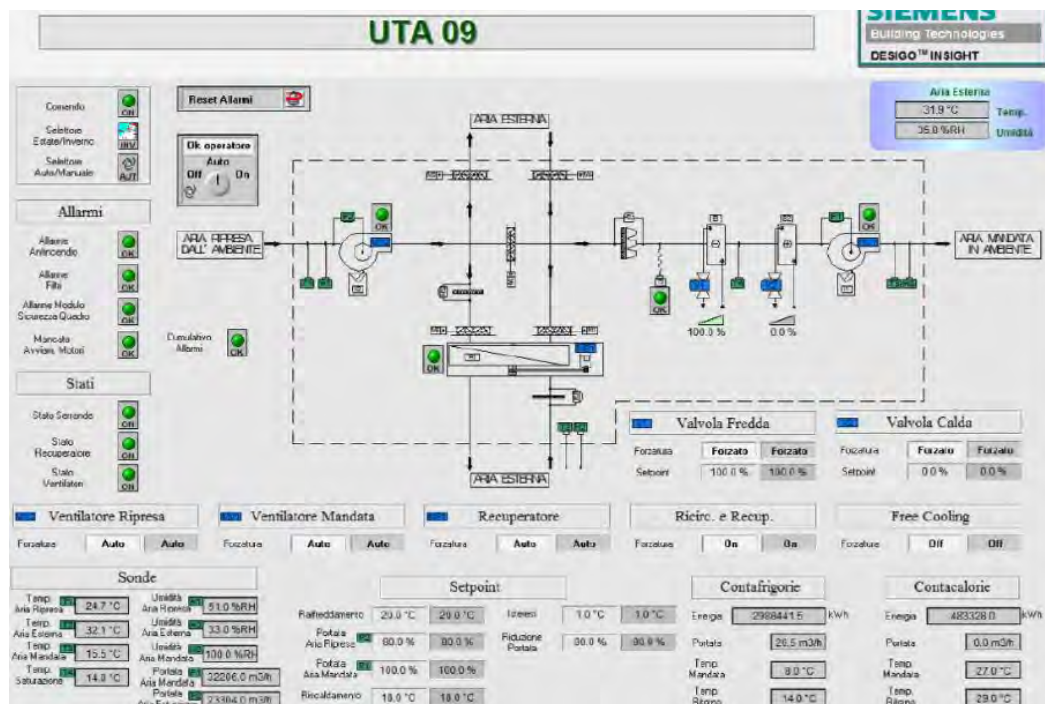 UTA 09
SIEMENS
Building Technologies
DESIGO™ INSIGHT
Comando
ON
Selettore
Estate/Inverno
INV
Selettore
Auto/Manuale
AUT
Reset Allarmi
Ok operatore
Auto
Off On
Aria Esterna
31.9 °C Temp.
35.0 %RH Umidità
Allarmi
Allarme
Antincendio
OK
Allarme
Filtri
OK
Allarme Modulo
Sicurezza Quadro
OK
Mancato
Avviam. Motori
OK
Cumulativo
Allarmi
OK
Stati
Stato Serrande
ON
Stato
Recuperatore
ON
Stato
Ventilatori
ON
ARIA ESTERNA
ARIA RIPRESA
DALL' AMBIENTE
OK
OK
ARIA MANDATA
IN AMBIENTE
OK
100.0 %
0.0 %
OK
ARIA ESTERNA
Valvola Fredda
Forzatura Forzato Forzato
Setpoint 100.0 % 100.0 %
Valvola Calda
Forzatura Forzato Forzato
Setpoint 0.0 % 0.0 %
Ventilatore Ripresa
Forzatura Auto Auto
Ventilatore Mandata
Forzatura Auto Auto
Recuperatore
Forzatura Auto Auto
Ricirc. e Recup.
Forzatura On On
Free Cooling
Forzatura Off Off
Sonde
Temp.
Aria Ripresa 24.7 °C
Umidità
Aria Ripresa 51.0 %RH
Temp.
Aria Esterna 32.1 °C
Umidità
Aria Esterna 33.0 %RH
Temp.
Aria Mandata 15.5 °C
Umidità
Aria Mandata 100.0 %RH
Temp.
Saturazione 14.8 °C
Portata
Aria Mandata 32206.0 m3/h
Portata
23304.0 m3/h
Setpoint
Raffreddamento 20.0 °C 20.0 °C
Isteresi 1.0 °C 1.0 °C
Portata
Aria Ripresa 80.0 % 80.0 %
Riduzione
Portata 80.0 % 80.0 %
Portata
Aria Mandata 100.0 % 100.0 %
Riscaldamento 18.0 °C 18.0 °C
Contafrigorie
Energia 2988441.5 kWh
Portata 26.5 m3/h
Temp.
Mandata 8.0 °C
Temp.
Ritorno 14.0 °C
Contacalorie
Energia 483328.0 kWh
Portata 0.0 m3/h
Temp.
Mandata 27.0 °C
Temp.
Ritorno 29.0 °C